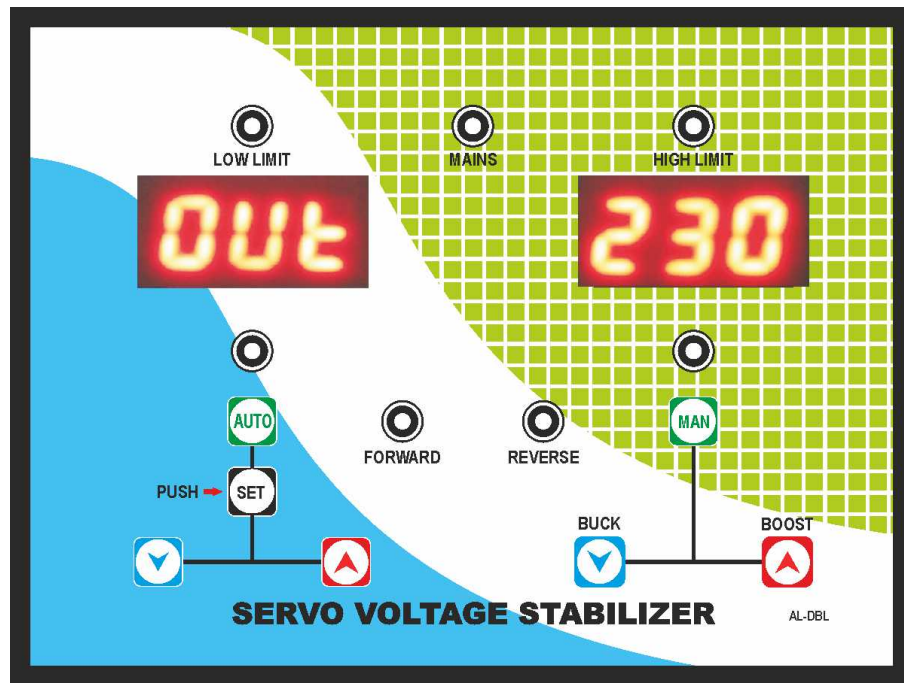 LOW LIMIT
MAINS
HIGH LIMIT
OUt
230
AUTO
MAN
FORWARD
REVERSE
PUSH
SET
BUCK
BOOST
SERVO VOLTAGE STABILIZER
AL-DBL